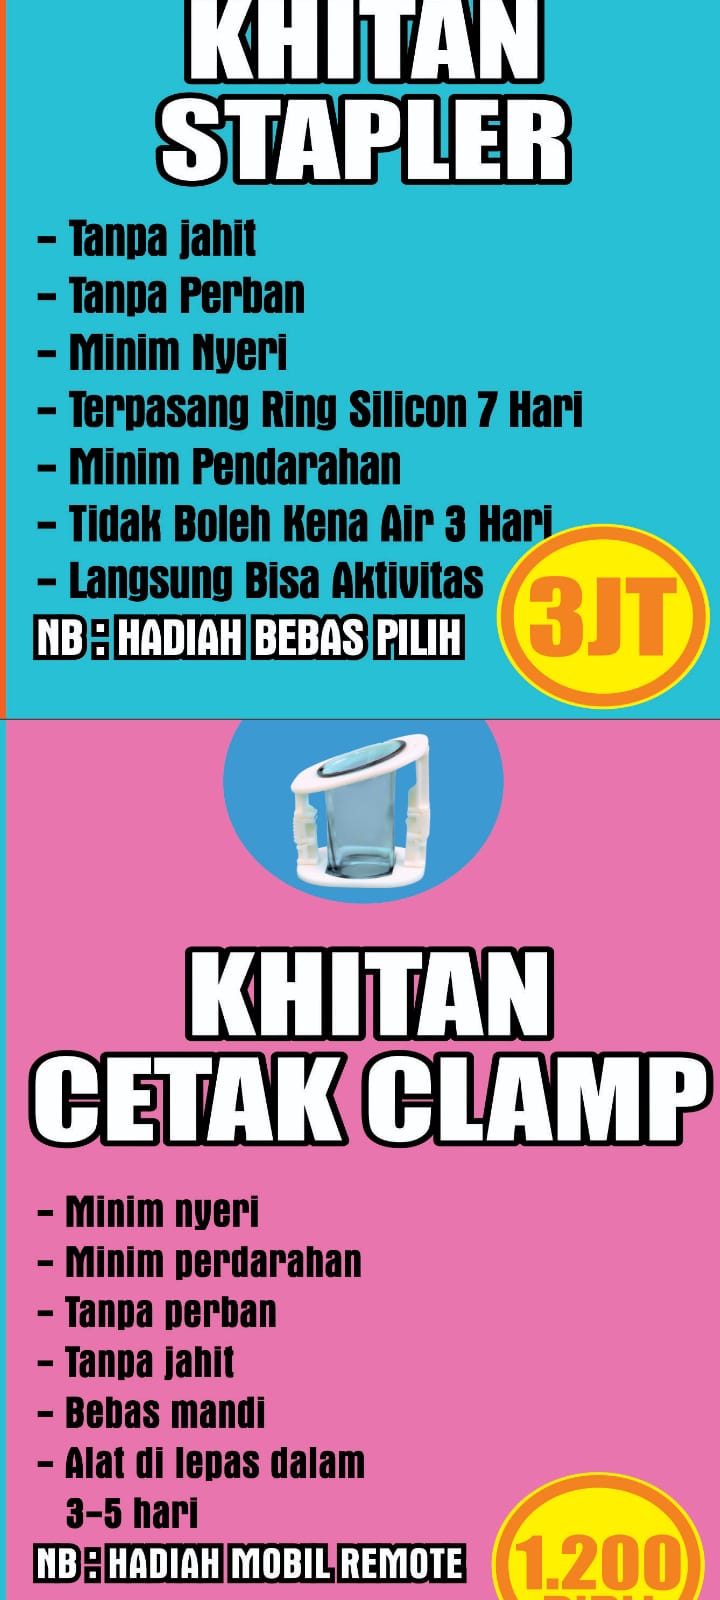 KHITAN
STAPLER
- Tanpa jahit
- Tanpa Perban
- Minim Nyeri
- Terpasang Ring Silicon 7 Hari
- Minim Pendarahan
- Tidak Boleh Kena Air 3 Hari
- Langsung Bisa Aktivitas
3JT
NB : HADIAH BEBAS PILIH
KHITAN
CETAK CLAMP
- Minim nyeri
- Minim perdarahan
- Tanpa perban
- Tanpa jahit
- Bebas mandi
- Alat di lepas dalam
3-5 hari
NB : HADIAH MOBIL REMOTE
1.200